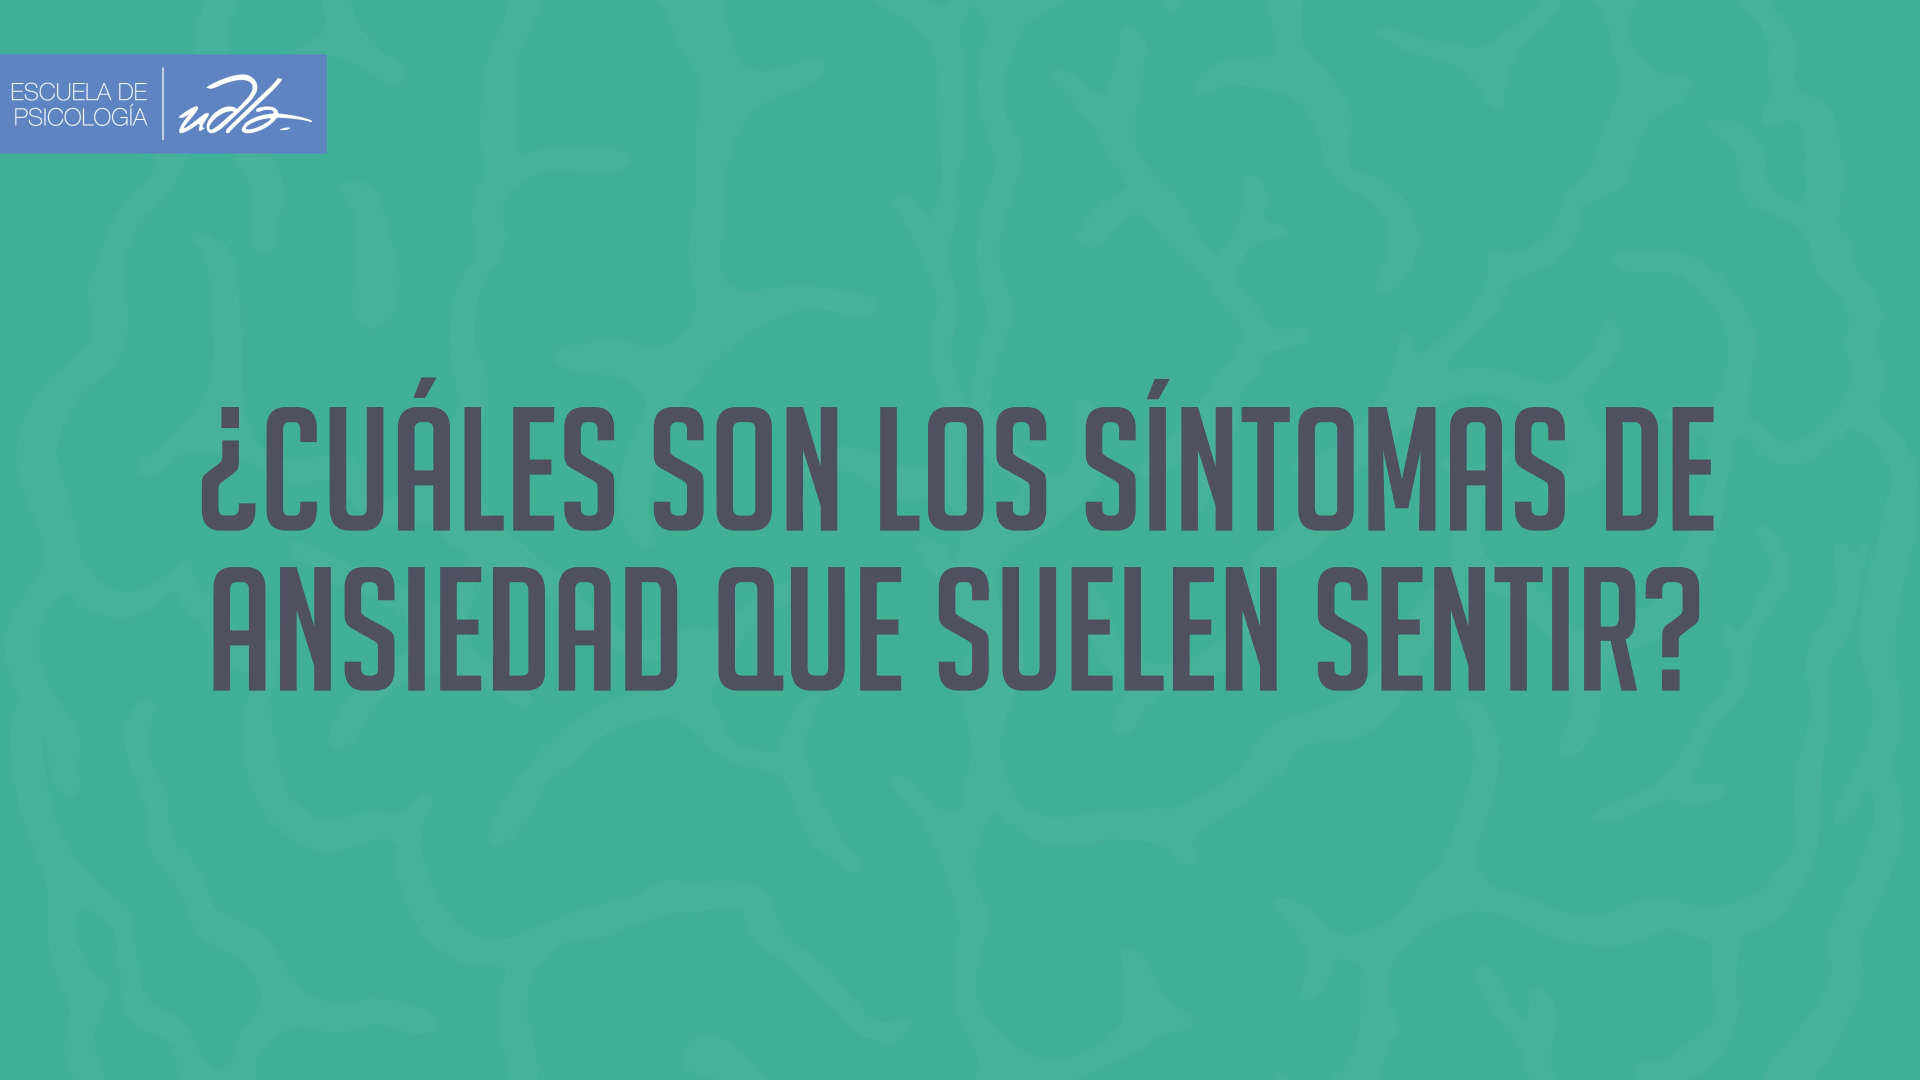 ESCUELA DE
PSICOLOGÍA
udla
¿CUÁLES SON LOS SÍNTOMAS DE
ANSIEDAD QUE SUELEN SENTIR?